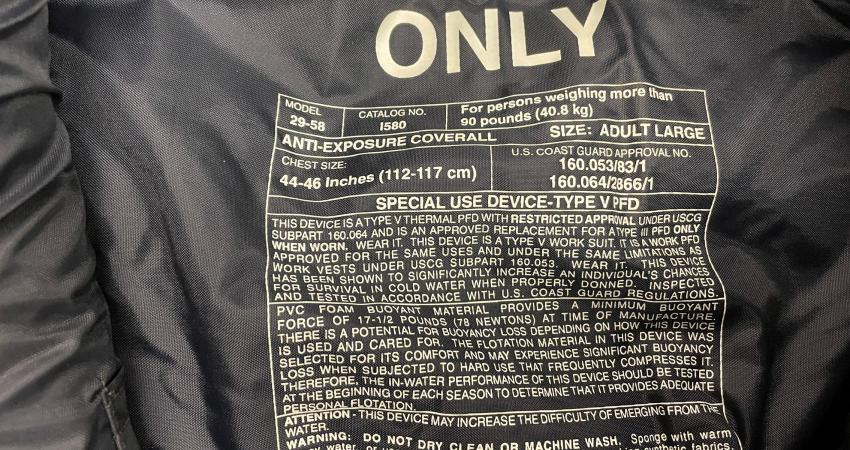 ONLY
MODEL
29-58
CATALOG NO.
I580
For persons weighing more than
90 pounds (40.8 kg)
ANTI-EXPOSURE COVERALL
SIZE: ADULT LARGE
CHEST SIZE:
44-46 Inches (112-117 cm)
U.S. COAST GUARD APPROVAL NO.
160.053/83/1
160.064/2866/1
SPECIAL USE DEVICE-TYPE V PFD
THIS DEVICE IS A TYPE V THERMAL PFD WITH RESTRICTED APPROVAL UNDER USCG
SUBPART 160.064 AND IS AN APPROVED REPLACEMENT FOR A TYPE III PFD ONLY
WHEN WORN. WEAR IT. THIS DEVICE IS A TYPE V WORK SUIT. IT IS A WORK PFD
APPROVED FOR THE SAME USES AND UNDER THE SAME LIMITATIONS AS
WORK VESTS UNDER USCG SUBPART 160.053. WEAR IT. THIS DEVICE
HAS BEEN SHOWN TO SIGNIFICANTLY INCREASE AN INDIVIDUAL'S CHANCES
FOR SURVIVAL IN COLD WATER WHEN PROPERLY DONNED. INSPECTED
AND TESTED IN ACCORDANCE WITH U.S. COAST GUARD REGULATIONS.
PVC FOAM BUOYANT MATERIAL PROVIDES A MINIMUM BUOYANT
FORCE OF 17-1/2 POUNDS (78 NEWTONS) AT TIME OF MANUFACTURE.
THERE IS A POTENTIAL FOR BUOYANCY LOSS DEPENDING ON HOW THIS DEVICE
IS USED AND CARED FOR. THE FLOTATION MATERIAL IN THIS DEVICE WAS
SELECTED FOR ITS COMFORT AND MAY EXPERIENCE SIGNIFICANT BUOYANCY
LOSS WHEN SUBJECTED TO HARD USE THAT FREQUENTLY COMPRESSES IT.
THEREFORE, THE IN-WATER PERFORMANCE OF THIS DEVICE SHOULD BE TESTED
AT THE BEGINNING OF EACH SEASON TO DETERMINE THAT IT PROVIDES ADEQUATE
PERSONAL FLOTATION.
ATTENTION - THIS DEVICE MAY INCREASE THE DIFFICULTY OF EMERGING FROM THE
WATER.
WARNING: DO NOT DRY CLEAN OR MACHINE WASH. Sponge with warm
water, or synthetic fabrics.